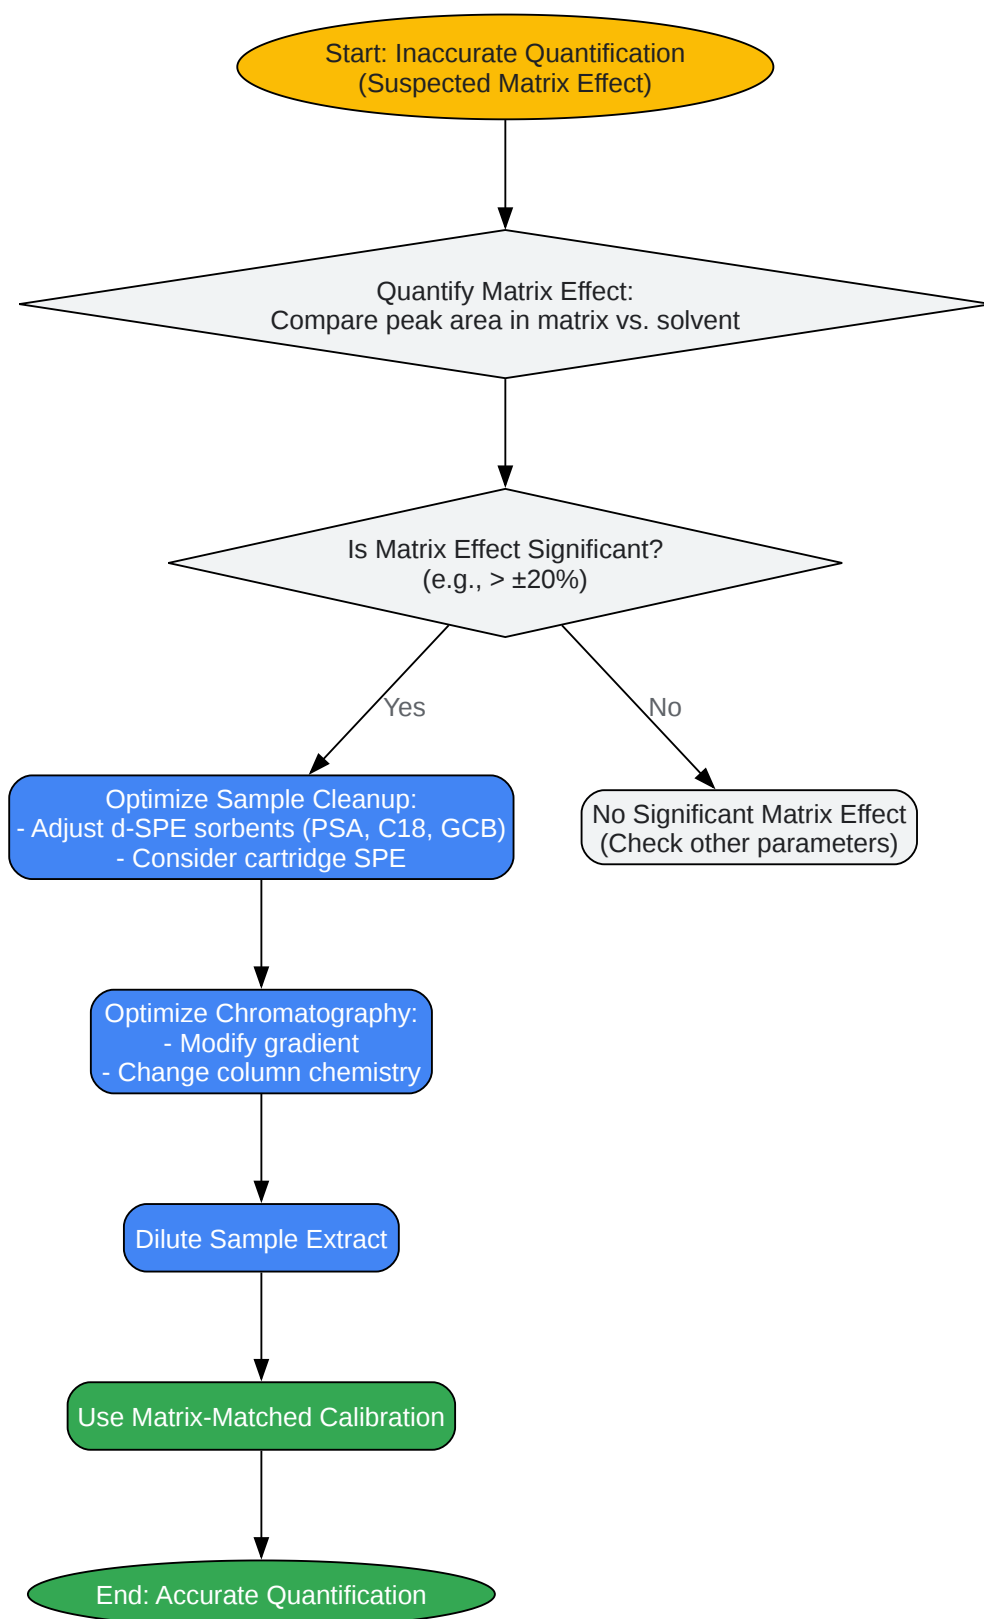 Start: Inaccurate Quantification
(Suspected Matrix Effect)
Quantify Matrix Effect:
Compare peak area in matrix vs. solvent
Is Matrix Effect Significant?
(e.g., > ±20%)
Yes
No
Optimize Sample Cleanup:
- Adjust d-SPE sorbents (PSA, C18, GCB)
- Consider cartridge SPE
No Significant Matrix Effect
(Check other parameters)
Optimize Chromatography:
- Modify gradient
- Change column chemistry
Dilute Sample Extract
Use Matrix-Matched Calibration
End: Accurate Quantification